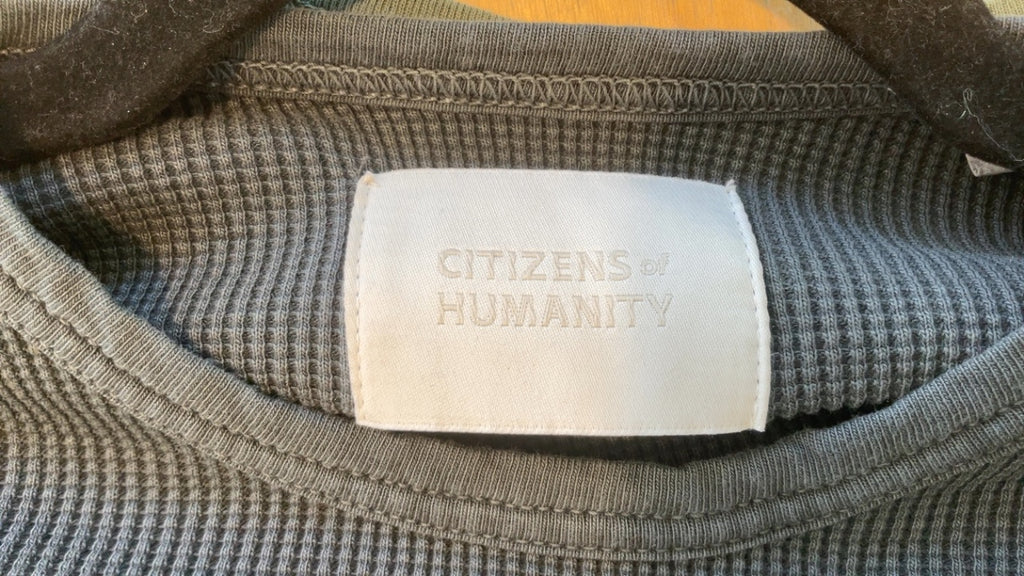 CITIZENS of
HUMANITY